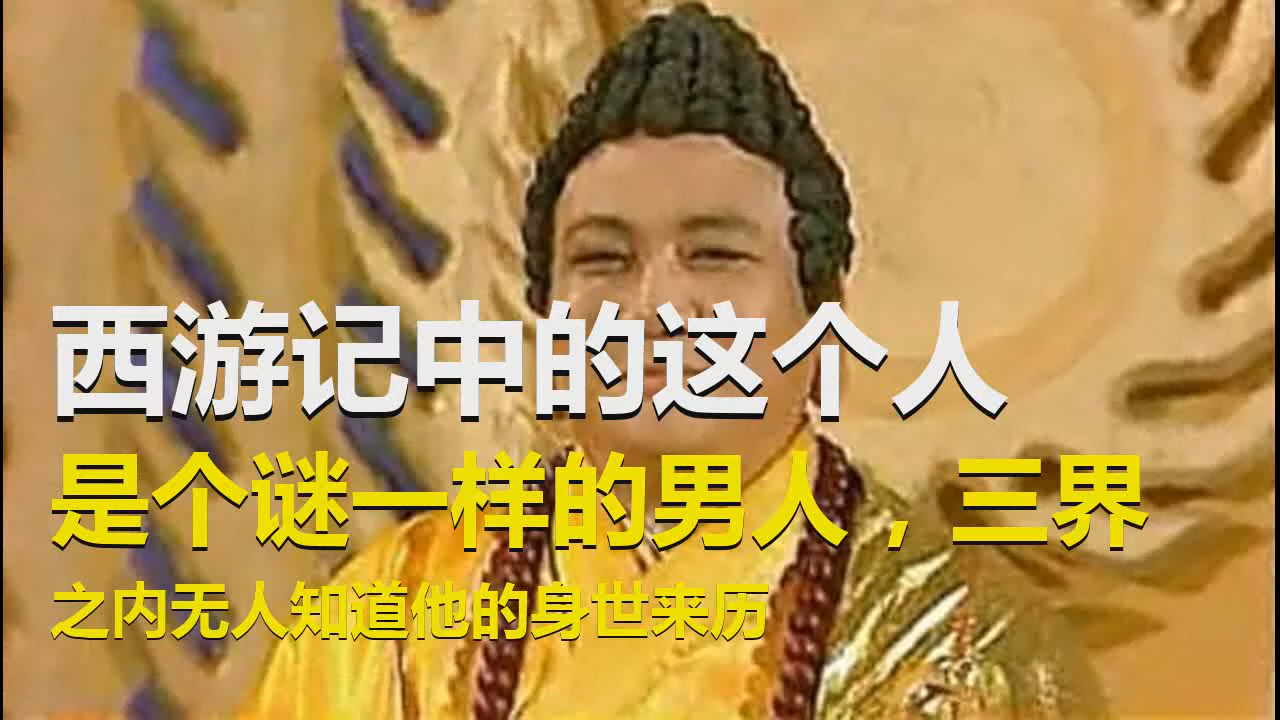 西游记中的这个人
是个谜一样的男人，三界
之内无人知道他的身世来历